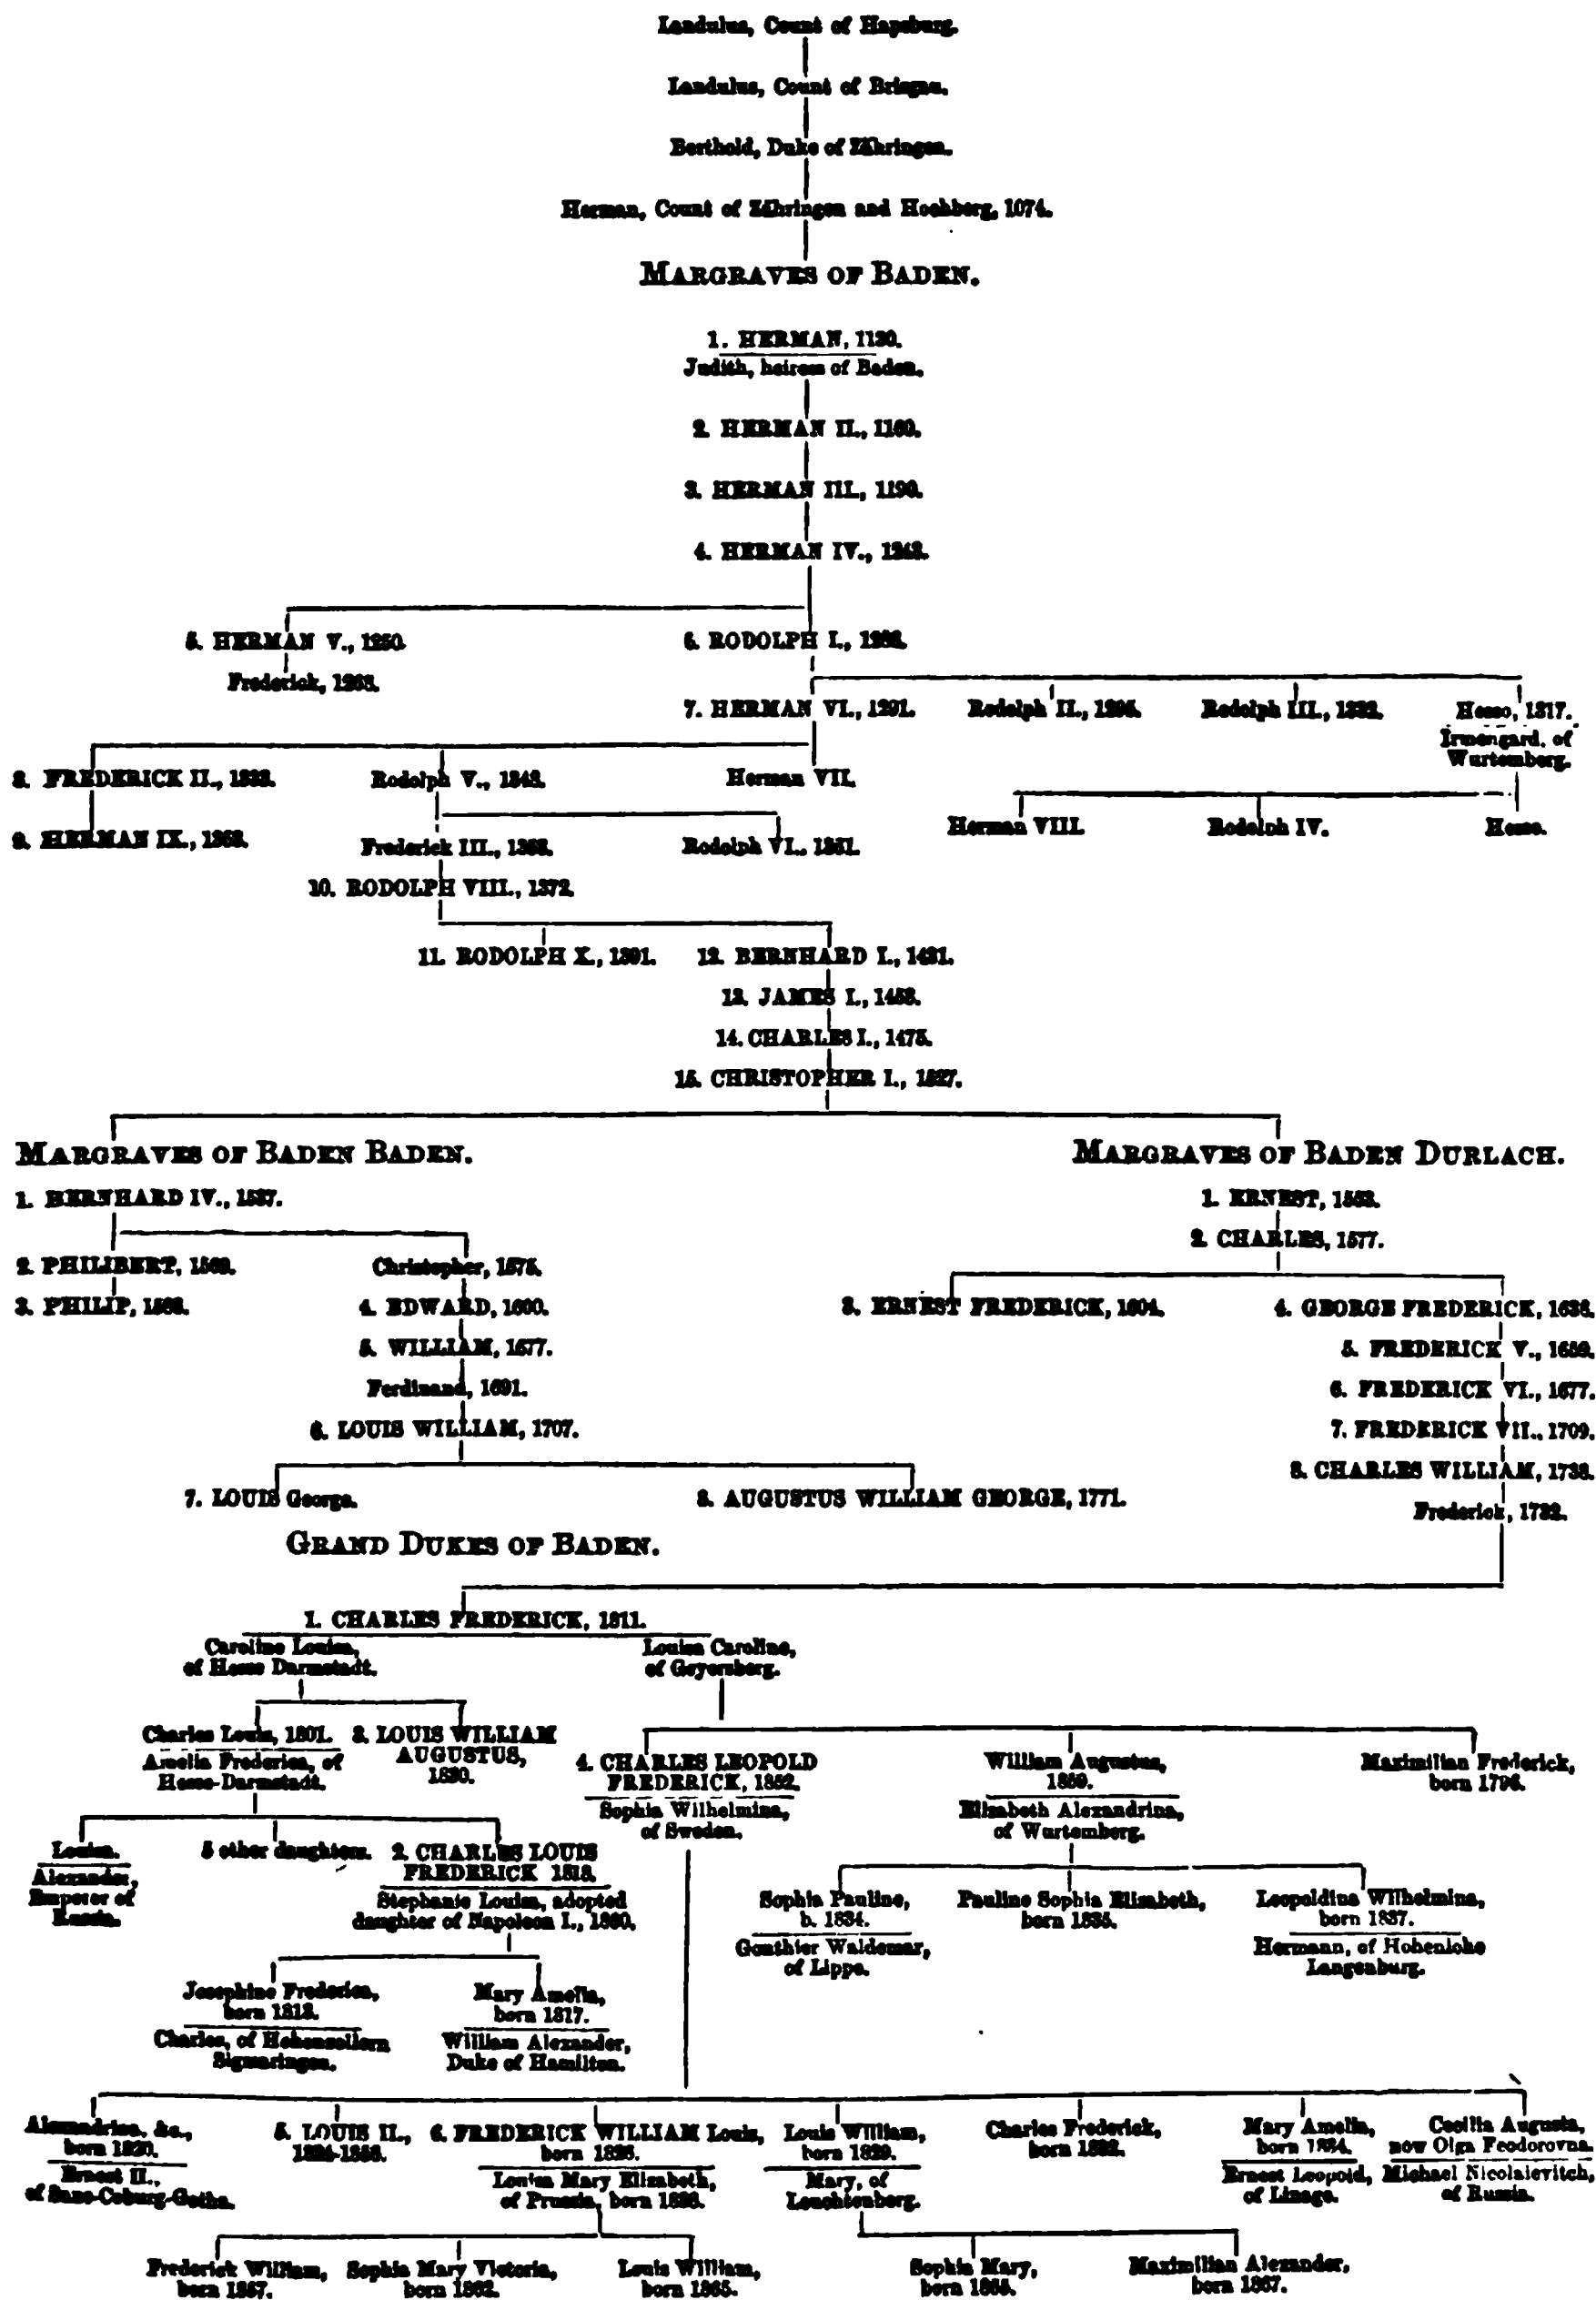 Landulus, Count of Hapsburg.
Landulus, Count of Brisgau.
Berthold, Duke of Zähringen.
Herman, Count of Zähringen and Hochberg, 1074.
MARGRAVES OF BADEN.
1. HERMAN, 1130.
Judith, heiress of Baden.
2. HERMAN II., 1160.
3. HERMAN III., 1190.
4. HERMAN IV., 1243.
5. HERMAN V., 1250.
6. RODOLPH I., 1288.
Frederick, 1268.
7. HERMAN VI., 1291.
Rodolph II., 1295.
Rodolph III., 1332.
Hesso, 1317.
Irmengard, of
Wurtemberg.
8. FREDERICK II., 1333.
Rodolph V., 1348.
Herman VII.
9. HERMAN IX., 1353.
Frederick III., 1353.
Rodolph VI., 1361.
Herman VIII.
Rodolph IV.
Hesso.
10. RODOLPH VIII., 1372.
11. RODOLPH X., 1391.
12. BERNHARD I., 1431.
13. JAMES I., 1453.
14. CHARLES I., 1475.
15. CHRISTOPHER I., 1527.
MARGRAVES OF BADEN BADEN.
MARGRAVES OF BADEN DURLACH.
1. BERNHARD IV., 1537.
1. ERNEST, 1553.
2. CHARLES, 1577.
2. PHILIBERT, 1569.
Christopher, 1575.
3. PHILIP, 1588.
4. EDWARD, 1600.
3. ERNEST FREDERICK, 1604.
4. GEORGE FREDERICK, 1638.
5. WILLIAM, 1677.
5. FREDERICK V., 1659.
Ferdinand, 1691.
6. FREDERICK VI., 1677.
6. LOUIS WILLIAM, 1707.
7. FREDERICK VII., 1709.
8. CHARLES WILLIAM, 1738.
7. LOUIS George.
8. AUGUSTUS WILLIAM GEORGE, 1771.
Frederick, 1732.
GRAND DUKES OF BADEN.
1. CHARLES FREDERICK, 1811.
Caroline Louisa,
of Hesse Darmstadt.
Louisa Caroline,
of Geyersberg.
Charles Louis, 1801.
Amelia Frederica, of
Hesse-Darmstadt.
3. LOUIS WILLIAM
AUGUSTUS,
1830.
4. CHARLES LEOPOLD
FREDERICK, 1852.
Sophia Wilhelmina,
of Sweden.
William Augustus,
1859.
Elisabeth Alexandrina,
of Wurtemberg.
Maximilian Frederick,
born 1796.
Louisa.
Alexander,
Emperor of
Russia.
5 other daughters.
2. CHARLES LOUIS
FREDERICK 1818.
Stephanie Louisa, adopted
daughter of Napoleon I., 1860.
Sophia Pauline,
b. 1834.
Gonthier Waldemar,
of Lippe.
Pauline Sophia Elisabeth,
born 1835.
Leopoldina Wilhelmina,
born 1837.
Hermann, of Hohenlohe
Langenburg.
Josephine Frederica,
born 1813.
Charles, of Hohenzollern
Sigmaringen.
Mary Amelia,
born 1817.
William Alexander,
Duke of Hamilton.
Alexandrina, &c.,
born 1820.
Ernest II.,
of Saxe-Coburg-Gotha.
5. LOUIS II.,
1824-1858.
6. FREDERICK WILLIAM Louis,
born 1826.
Louisa Mary Elizabeth,
of Prussia, born 1838.
Louis William,
born 1829.
Mary, of
Leuchtenberg.
Charles Frederick,
born 1832.
Mary Amelia,
born 1834.
Ernest Leopold,
of Linage.
Cecilia Augusta,
now Olga Feodorovna.
Michael Nicolaievitch,
of Russia.
Frederick William,
born 1857.
Sophia Mary Victoria,
born 1862.
Louis William,
born 1865.
Sophia Mary,
born 1865.
Maximilian Alexander,
born 1867.